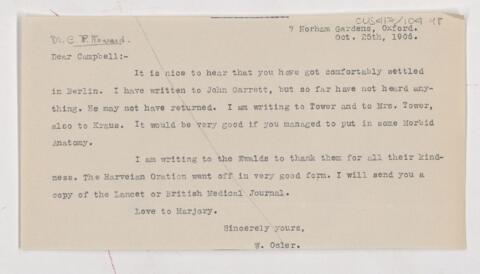 CUS417/104.48
Dr. C. P. Howard.
7 Norham Gardens, Oxford.
Oct. 25th, 1906.
Dear Campbell:-
It is nice to hear that you have got comfortably settled
in Berlin. I have written to John Garrett, but so far have not heard any-
thing. He may not have returned. I am writing to Tower and to Mrs. Tower,
also to Kraus. It would be very good if you managed to put in some Morbid
Anatomy.
I am writing to the Ewalds to thank them for all their kind-
ness. The Harveian Oration went off in very good form. I will send you a
copy of the Lancet or British Medical Journal.
Love to Marjory.
Sincerely yours,
W. Osler.